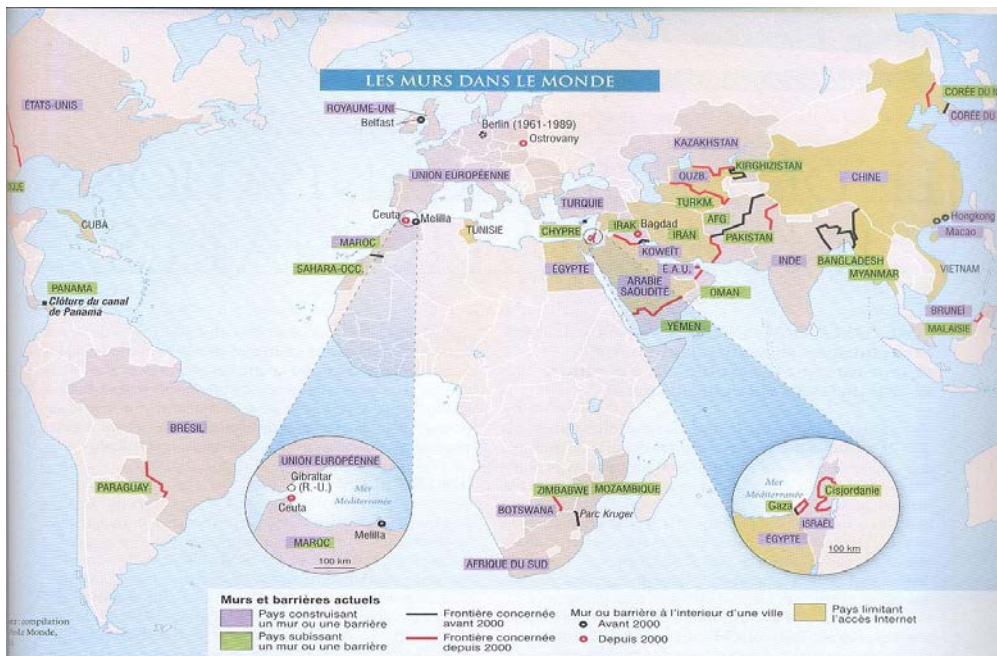 LES MURS DANS LE MONDE
ÉTATS-UNIS
ROYAUME-UNI
Belfast
Berlin (1961-1989)
Ostrovany
CORÉE DU N
CORÉE DU
KAZAKHSTAN
KIRGHIZISTAN
UNION EUROPÉENNE
OUZB.
CHINE
TURQUIE
TURKM.
CUBA
Ceuta
Melilla
TUNISIE
CHYPRE
IRAK
Bagdad
AFG
IRAN
PAKISTAN
Hongkong
Macao
MAROC
KOWEÏT
SAHARA-OCC.
ÉGYPTE
E.A.U.
INDE
BANGLADESH
MYANMAR
VIETNAM
ARABIE
SAOUDITE
OMAN
PANAMA
Clôture du canal
de Panama
YEMEN
BRUNEÏ
MALAISIE
BRÉSIL
PARAGUAY
UNION EUROPÉENNE
Gibraltar
(R.-U.)
Mer
Méditerranée
Ceuta
Melilla
MAROC
100 km
ZIMBABWE
MOZAMBIQUE
BOTSWANA
Parc Kruger
AFRIQUE DU SUD
Mer
Méditerranée
Cisjordanie
Gaza
ISRAËL
ÉGYPTE
100 km
Murs et barrières actuels
Pays construisant
un mur ou une barrière
Pays subissant
un mur ou une barrière
Frontière concernée
avant 2000
Frontière concernée
depuis 2000
Mur ou barrière à l'interieur d'une ville
Avant 2000
Depuis 2000
Pays limitant
l'accès Internet
compilation
Monde,